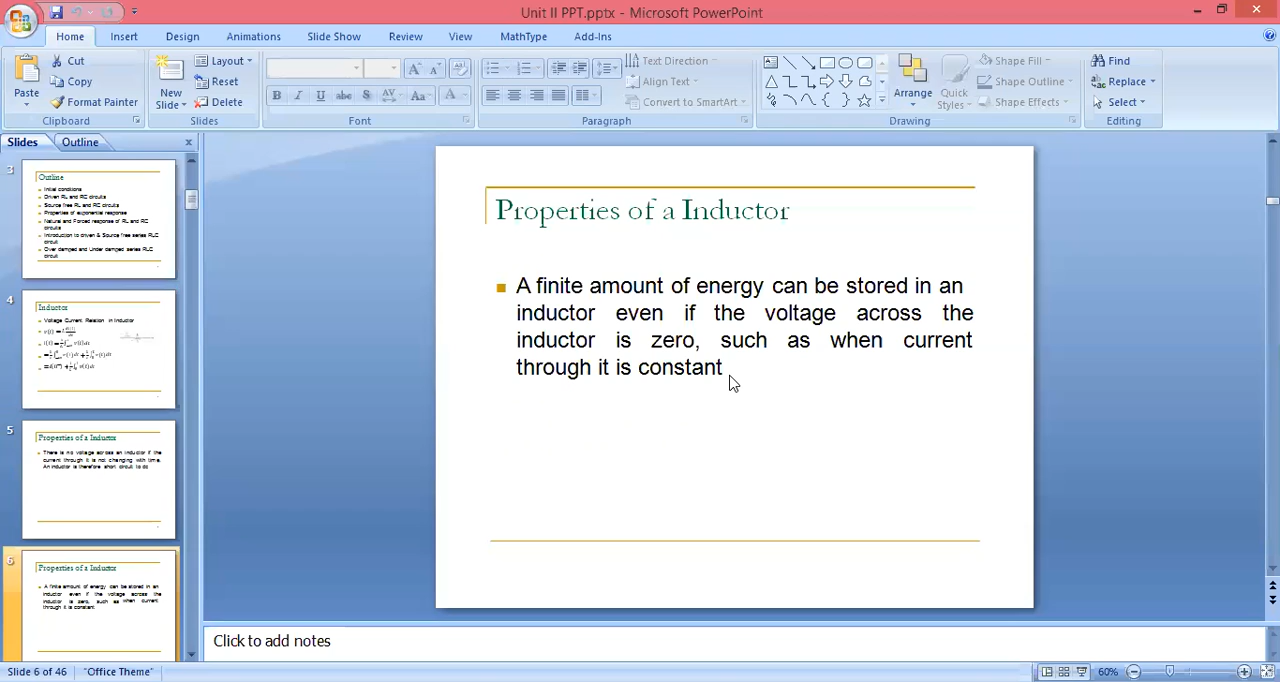 Unit II PPT.pptx - Microsoft PowerPoint
Home Insert Design Animations Slide Show Review View MathType Add-Ins
Paste Cut Copy Format Painter Clipboard
New Slide Layout Reset Delete Slides
B I U abc S AV Aa A Font
Text Direction Align Text Convert to SmartArt Paragraph
Arrange Quick Styles Shape Fill Shape Outline Shape Effects Drawing
Find Replace Select Editing
Slides Outline
3
Outline
Initial conditions
Driven RL and RC circuits
Source free RL and RC circuits
Properties of exponential response
Natural and Forced response of RL and RC
circuits
Introduction to driven & Source free series RLC
circuit
Over damped and Under damped series RLC
circuit
4
Inductor
Voltage Current Relation in Inductor
5
Properties of a Inductor
There is no voltage across an inductor if the
current through it is not changing with time.
An inductor is therefore short circuit to dc
6
Properties of a Inductor
A finite amount of energy can be stored in an
inductor even if the voltage across the
inductor is zero, such as when current
through it is constant
Properties of a Inductor
A finite amount of energy can be stored in an
inductor even if the voltage across the
inductor is zero, such as when current
through it is constant
Click to add notes
Slide 6 of 46 "Office Theme" 60%